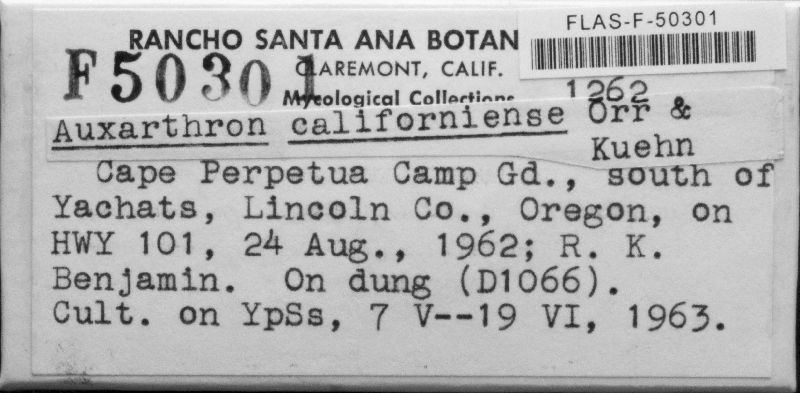 FLAS-F-50301
RANCHO SANTA ANA BOTAN
F50301
CLAREMONT, CALIF.
Mycological Collections
1262
Auxarthron californiense Orr &
Kuehn
Cape Perpetua Camp Gd., south of
Yachats, Lincoln Co., Oregon, on
HWY 101, 24 Aug., 1962; R. K.
Benjamin. On dung (D1066).
Cult. on YpSs, 7 V--19 VI, 1963.